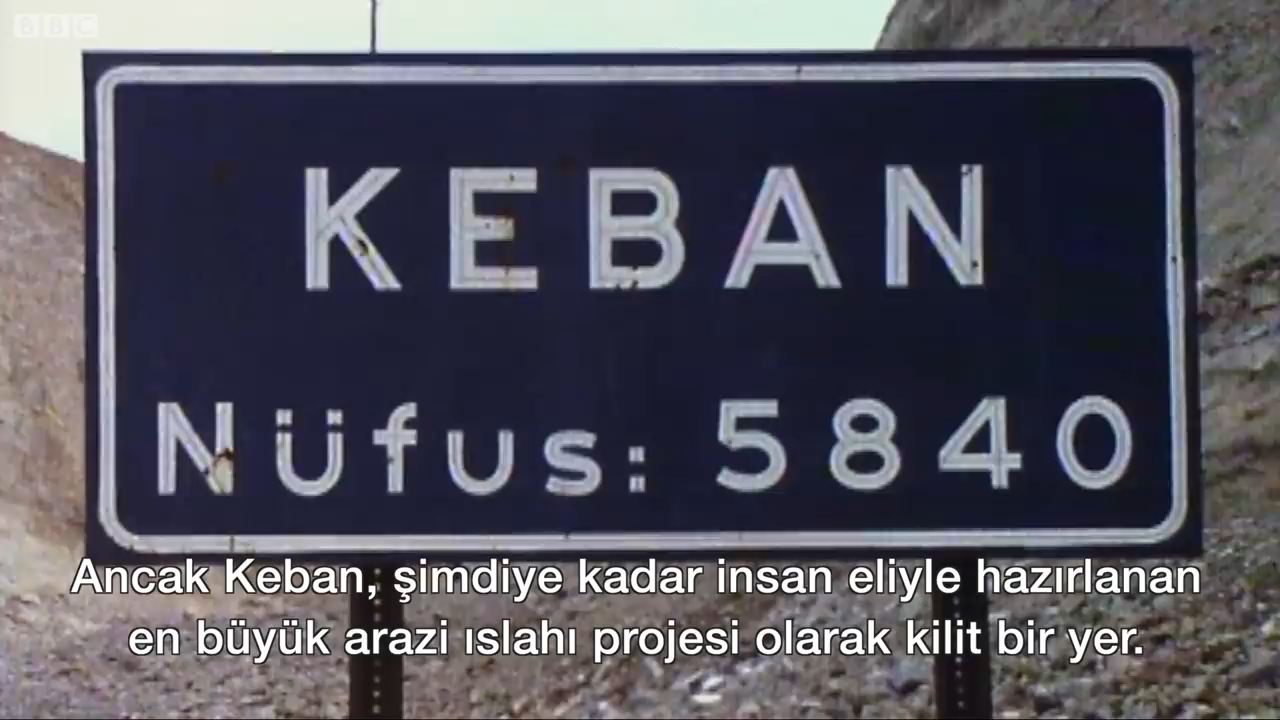 BBC
KEBAN
Nüfus: 5840
Ancak Keban, şimdiye kadar insan eliyle hazırlanan
en büyük arazi ıslahı projesi olarak kilit bir yer.